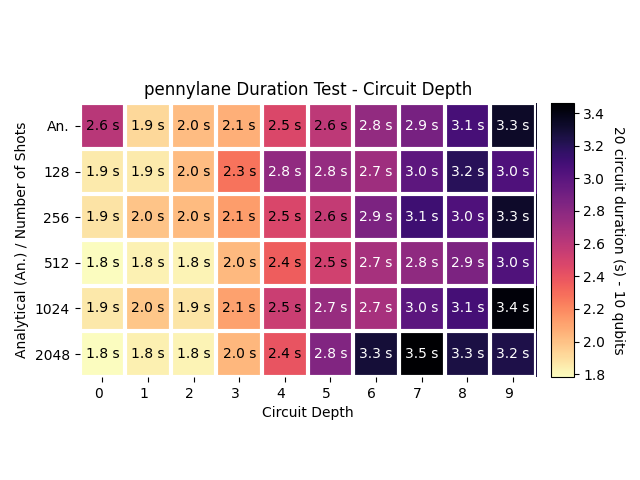 pennylane Duration Test - Circuit Depth
Analytical (An.) / Number of Shots
An. 2.6 s 1.9 s 2.0 s 2.1 s 2.5 s 2.6 s 2.8 s 2.9 s 3.1 s 3.3 s
128 1.9 s 1.9 s 2.0 s 2.3 s 2.8 s 2.8 s 2.7 s 3.0 s 3.2 s 3.0 s
256 1.9 s 2.0 s 2.0 s 2.1 s 2.5 s 2.6 s 2.9 s 3.1 s 3.0 s 3.3 s
512 1.8 s 1.8 s 1.8 s 2.0 s 2.4 s 2.5 s 2.7 s 2.8 s 2.9 s 3.0 s
1024 1.9 s 2.0 s 1.9 s 2.1 s 2.5 s 2.7 s 2.7 s 3.0 s 3.1 s 3.4 s
2048 1.8 s 1.8 s 1.8 s 2.0 s 2.4 s 2.8 s 3.3 s 3.5 s 3.3 s 3.2 s
0 1 2 3 4 5 6 7 8 9
Circuit Depth
3.4
3.2
3.0
2.8
2.6
2.4
2.2
2.0
1.8
20 circuit duration (s) - 10 qubits